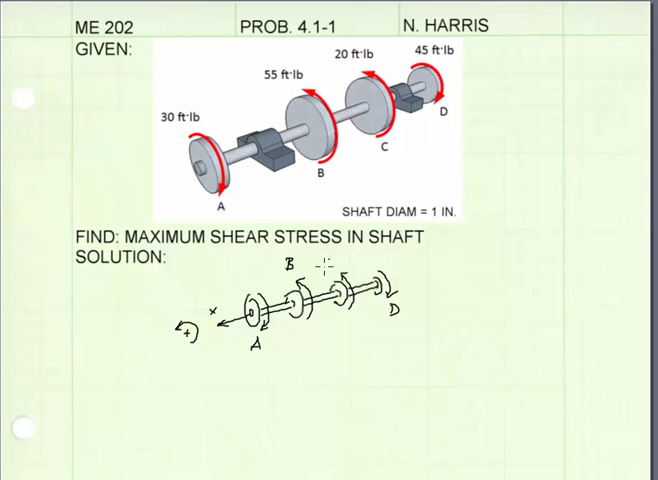 ME 202 PROB. 4.1-1 N. HARRIS
GIVEN:
45 ft·lb
20 ft·lb
55 ft·lb
30 ft·lb
D
C
B
A
SHAFT DIAM = 1 IN.
FIND: MAXIMUM SHEAR STRESS IN SHAFT
SOLUTION:
B
x
D
+
A